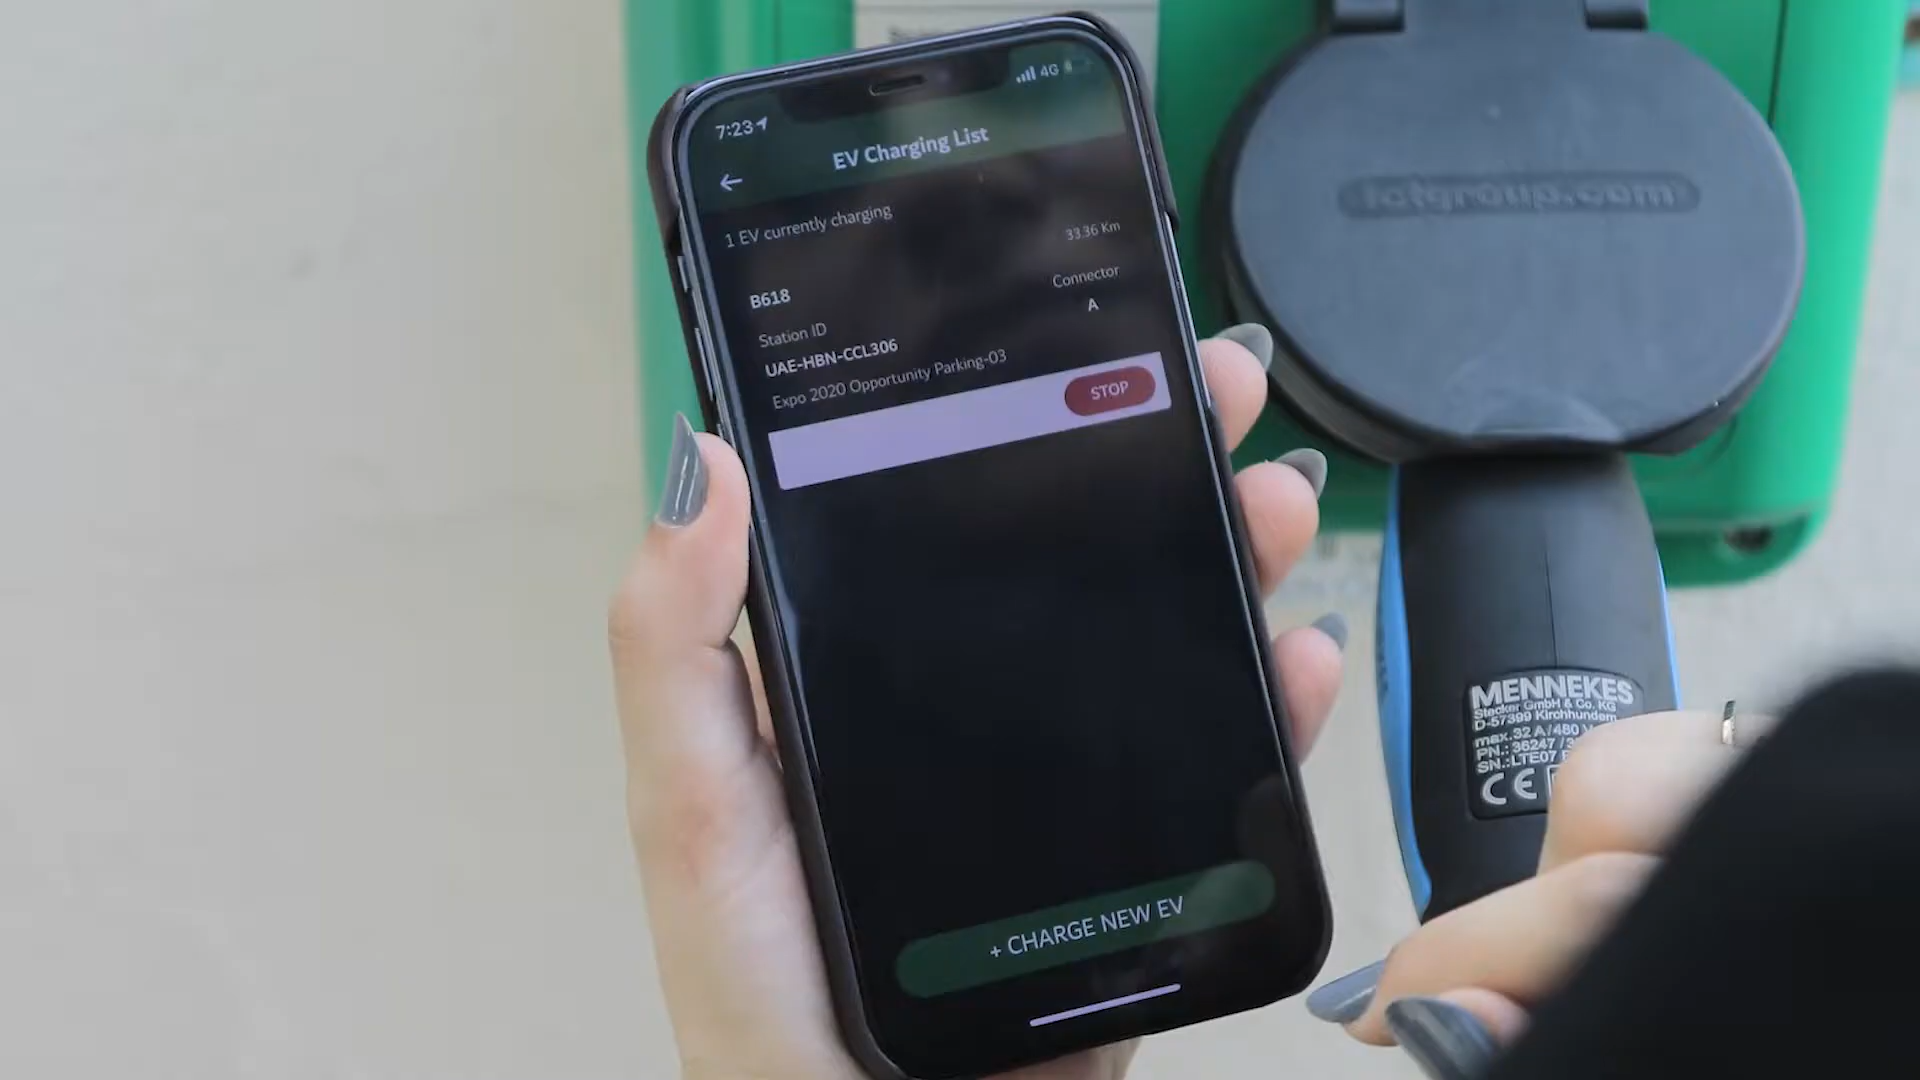 7:23
4G
EV Charging List
1 EV currently charging
33.36 Km
B618
Connector
Station ID
A
UAE-HBN-CCL306
Expo 2020 Opportunity Parking-03
STOP
+ CHARGE NEW EV
ictgroup.com
MENNEKES
Stecker GmbH & Co. KG
D-57399 Kirchhundem
max.32 A/480 V
PN.: 36247 /3
SN.:LTE07
CE